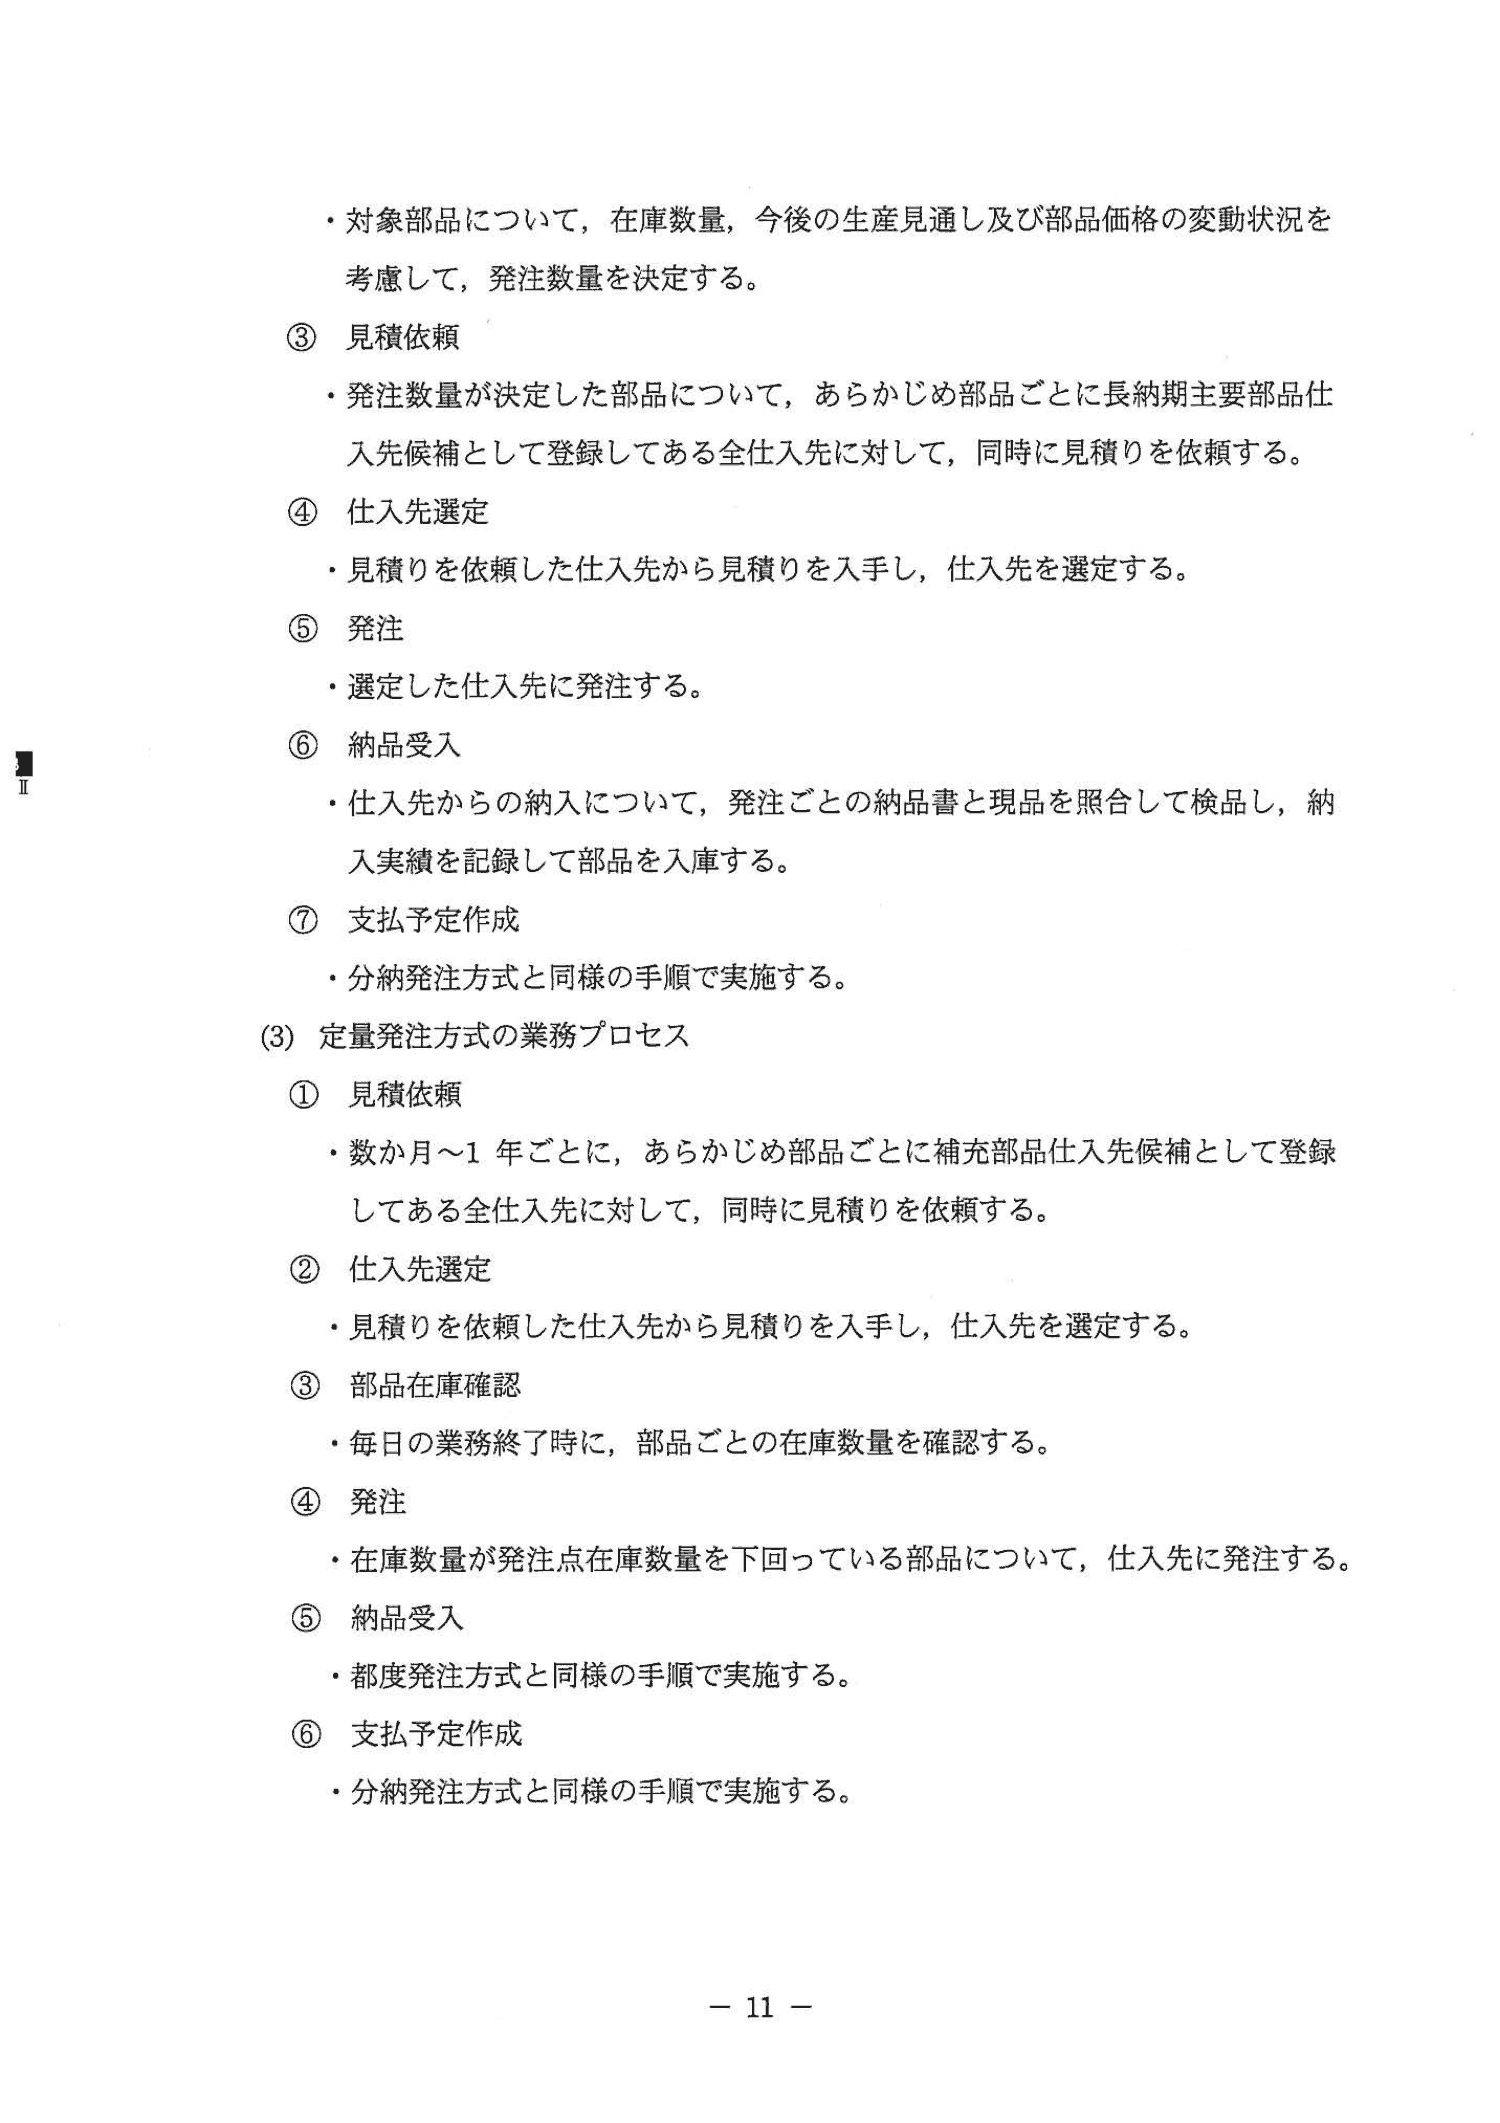 ・対象部品について，在庫数量，今後の生産見通し及び部品価格の変動状況を
考慮して，発注数量を決定する。
③　見積依頼
・発注数量が決定した部品について，あらかじめ部品ごとに長納期主要部品仕
入先候補として登録してある全仕入先に対して，同時に見積りを依頼する。
④　仕入先選定
・見積りを依頼した仕入先から見積りを入手し，仕入先を選定する。
⑤　発注
・選定した仕入先に発注する。
⑥　納品受入
Ⅱ
・仕入先からの納入について，発注ごとの納品書と現品を照合して検品し，納
入実績を記録して部品を入庫する。
⑦　支払予定作成
・分納発注方式と同様の手順で実施する。
(3)　定量発注方式の業務プロセス
①　見積依頼
・数か月～1 年ごとに，あらかじめ部品ごとに補充部品仕入先候補として登録
してある全仕入先に対して，同時に見積りを依頼する。
②　仕入先選定
・見積りを依頼した仕入先から見積りを入手し，仕入先を選定する。
③　部品在庫確認
・毎日の業務終了時に，部品ごとの在庫数量を確認する。
④　発注
・在庫数量が発注点在庫数量を下回っている部品について，仕入先に発注する。
⑤　納品受入
・都度発注方式と同様の手順で実施する。
⑥　支払予定作成
・分納発注方式と同様の手順で実施する。
－ 11 －